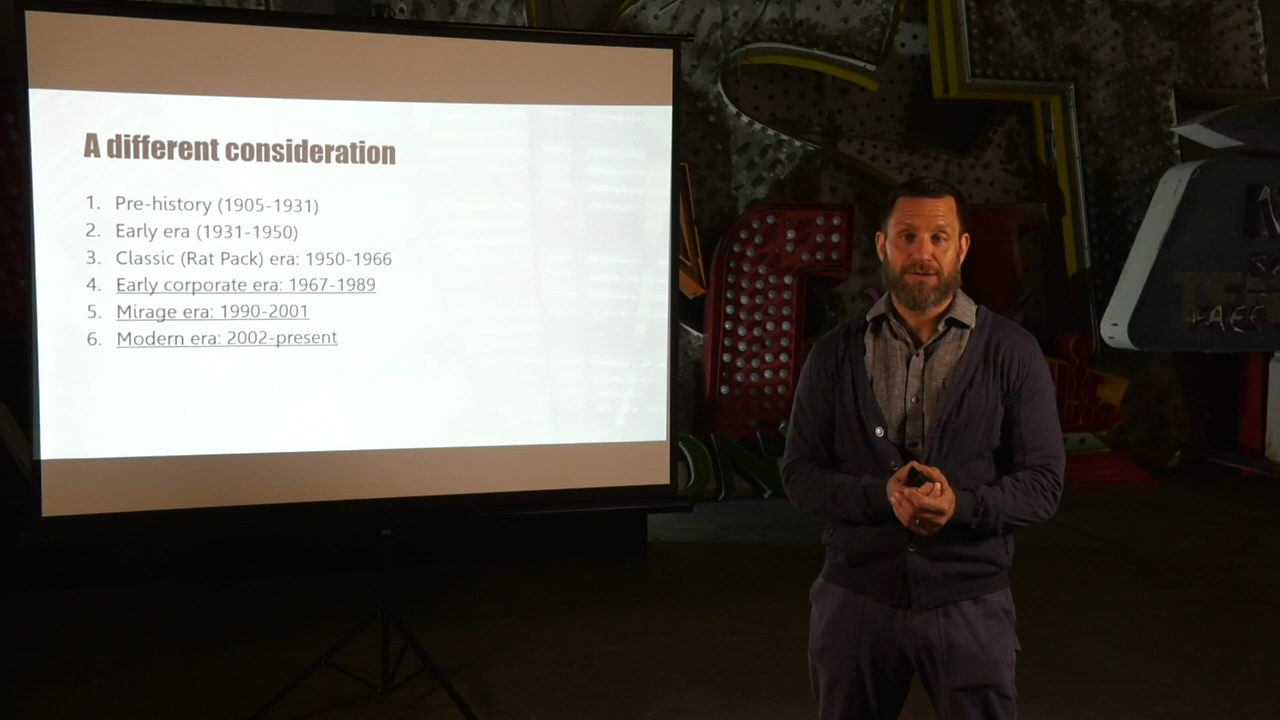 A different consideration
1. Pre-history (1905-1931)
2. Early era (1931-1950)
3. Classic (Rat Pack) era: 1950-1966
4. Early corporate era: 1967-1989
5. Mirage era: 1990-2001
6. Modern era: 2002-present